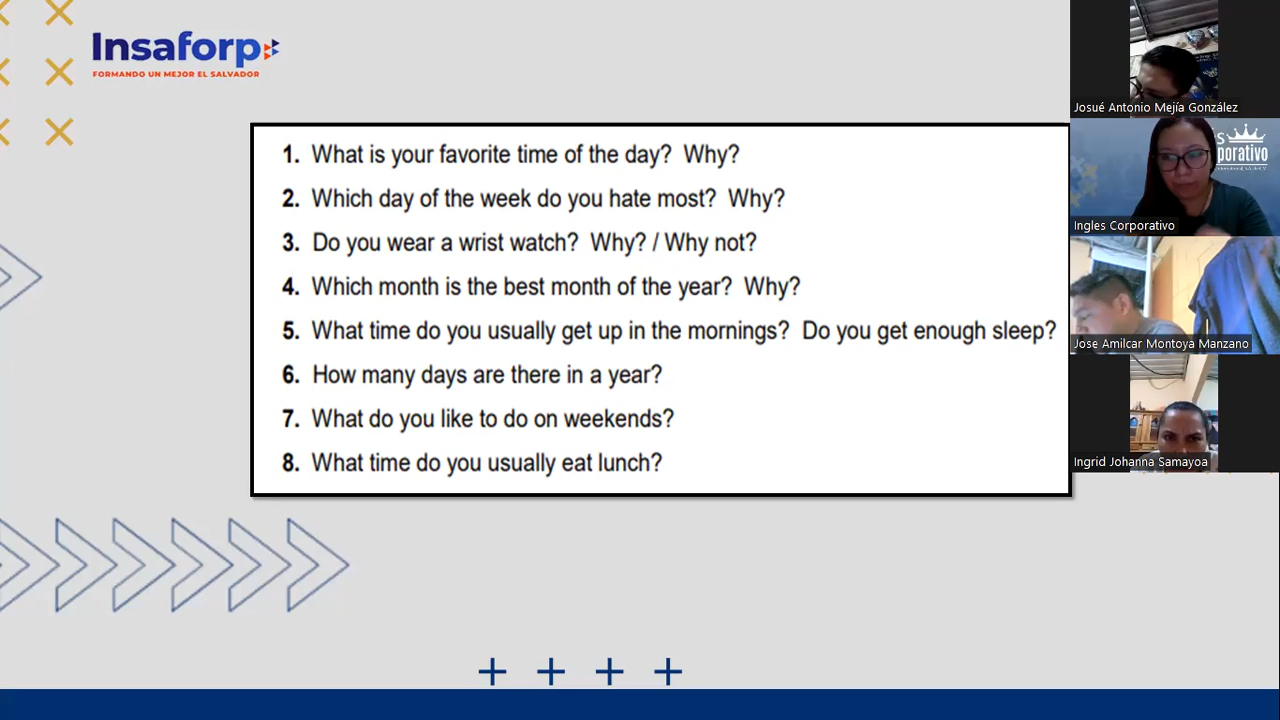 Insaforp
FORMANDO UN MEJOR EL SALVADOR
1. What is your favorite time of the day? Why?
2. Which day of the week do you hate most? Why?
3. Do you wear a wrist watch? Why? / Why not?
4. Which month is the best month of the year? Why?
5. What time do you usually get up in the mornings? Do you get enough sleep?
6. How many days are there in a year?
7. What do you like to do on weekends?
8. What time do you usually eat lunch?
Josué Antonio Mejía González
s
porativo
Ingles Corporativo
Jose Amilcar Montoya Manzano
Ingrid Johanna Samayoa